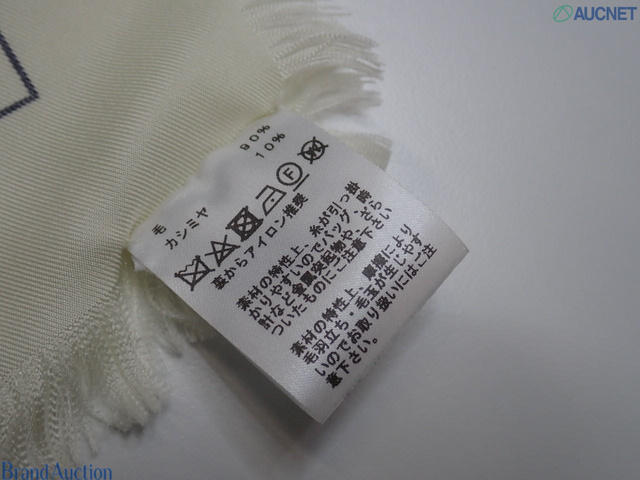 AUCNET
毛 90%
カシミヤ 10%
F
裏からアイロン推奨
素材の特性上、糸が引っ掛
かりやすいのでバッグ、時
計など金属突起物や、ざら
ついたものにご注意下さい
素材の特性上、摩擦により
毛羽立ち・毛玉が生じやす
いのでお取り扱いにはご注
意下さい。
Brand Auction